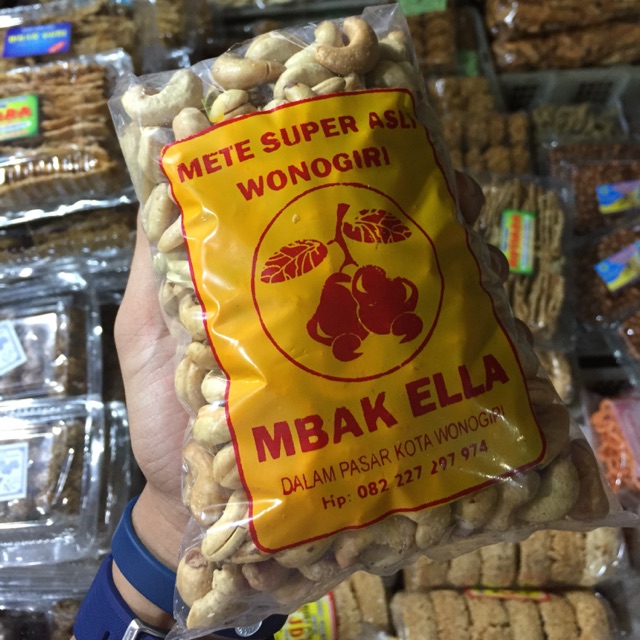 METE SUPER ASLI
WONOGIRI
MBAK ELLA
DALAM PASAR KOTA WONOGIRI
Hp: 082 227 297 974